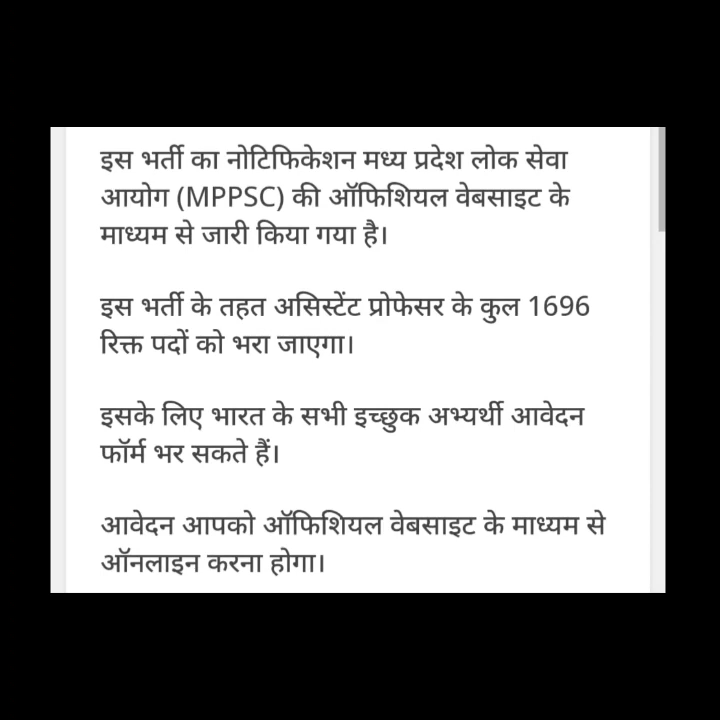 इस भर्ती का नोटिफिकेशन मध्य प्रदेश लोक सेवा
आयोग (MPPSC) की ऑफिशियल वेबसाइट के
माध्यम से जारी किया गया है।
इस भर्ती के तहत असिस्टेंट प्रोफेसर के कुल 1696
रिक्त पदों को भरा जाएगा।
इसके लिए भारत के सभी इच्छुक अभ्यर्थी आवेदन
फॉर्म भर सकते हैं।
आवेदन आपको ऑफिशियल वेबसाइट के माध्यम से
ऑनलाइन करना होगा।